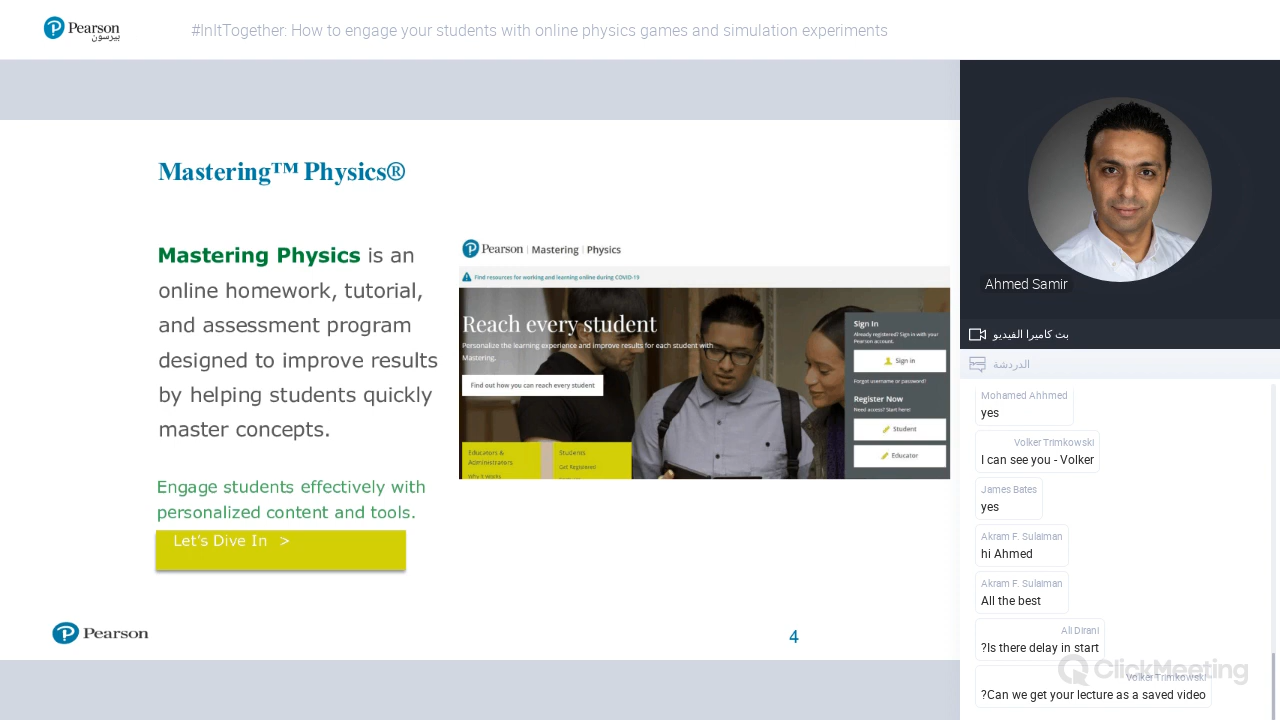 Pearson
بيرسون
#InItTogether: How to engage your students with online physics games and simulation experiments
Mastering™ Physics®
Mastering Physics is an
online homework, tutorial,
and assessment program
designed to improve results
by helping students quickly
master concepts.
Engage students effectively with
personalized content and tools.
Let's Dive In >
Pearson
4
Pearson | Mastering | Physics
Find resources for working and learning online during COVID-19
Reach every student
Personalize the learning experience and improve results for each student with
Mastering.
Find out how you can reach every student
Educators &
Administrators
Why It Works
Students
Get Registered
Sign In
Already registered? Sign in with your
Pearson account.
Sign in
Forgot username or password?
Register Now
Need access? Start here!
Student
Educator
Ahmed Samir
بث كاميرا الفيديو
الدردشة
Mohamed Ahhmed
yes
Volker Trimkowski
I can see you - Volker
James Bates
yes
Akram F. Sulaiman
hi Ahmed
Akram F. Sulaiman
All the best
Ali Dirani
?Is there delay in start
ClickMeeting
Volker Trimkowski
?Can we get your lecture as a saved video